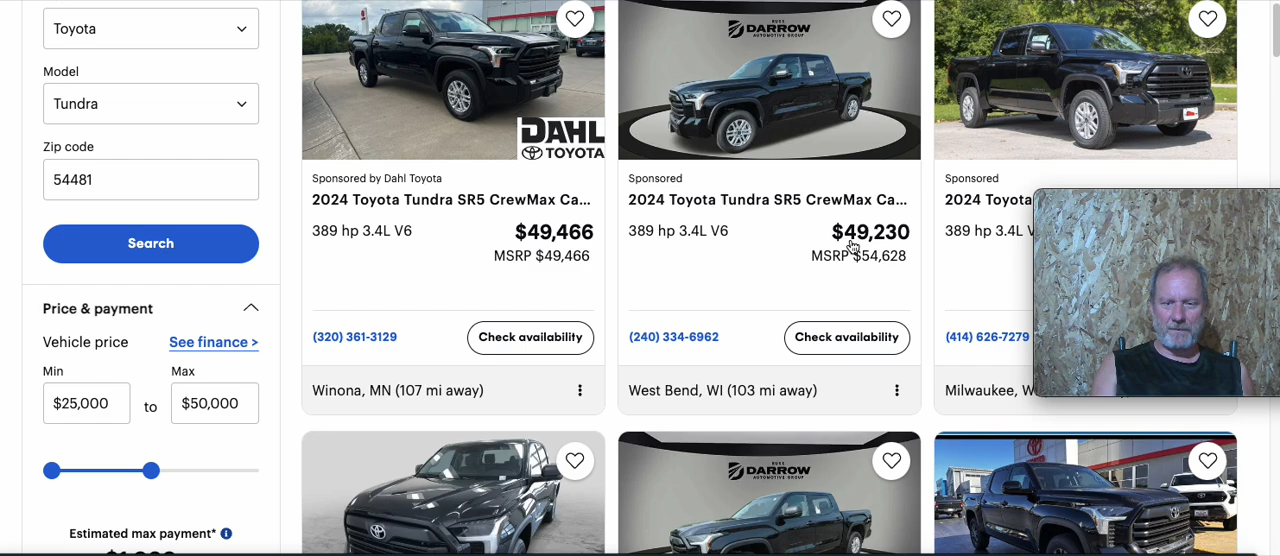 Toyota
Model
Tundra
Zip code
54481
Search
Price & payment
Vehicle price
See finance >
Min
Max
$25,000
to
$50,000
Estimated max payment*
DAHL
TOYOTA
Sponsored by Dahl Toyota
2024 Toyota Tundra SR5 CrewMax Ca...
389 hp 3.4L V6
$49,466
MSRP $49,466
(320) 361-3129
Check availability
Winona, MN (107 mi away)
RUSS
DARROW
AUTOMOTIVE GROUP
Sponsored
2024 Toyota Tundra SR5 CrewMax Ca...
389 hp 3.4L V6
$49,230
MSRP $54,628
(240) 334-6962
Check availability
West Bend, WI (103 mi away)
Sponsored
2024 Toyota
389 hp 3.4L
(414) 626-7279
Milwaukee,
RUSS
DARROW
AUTOMOTIVE GROUP